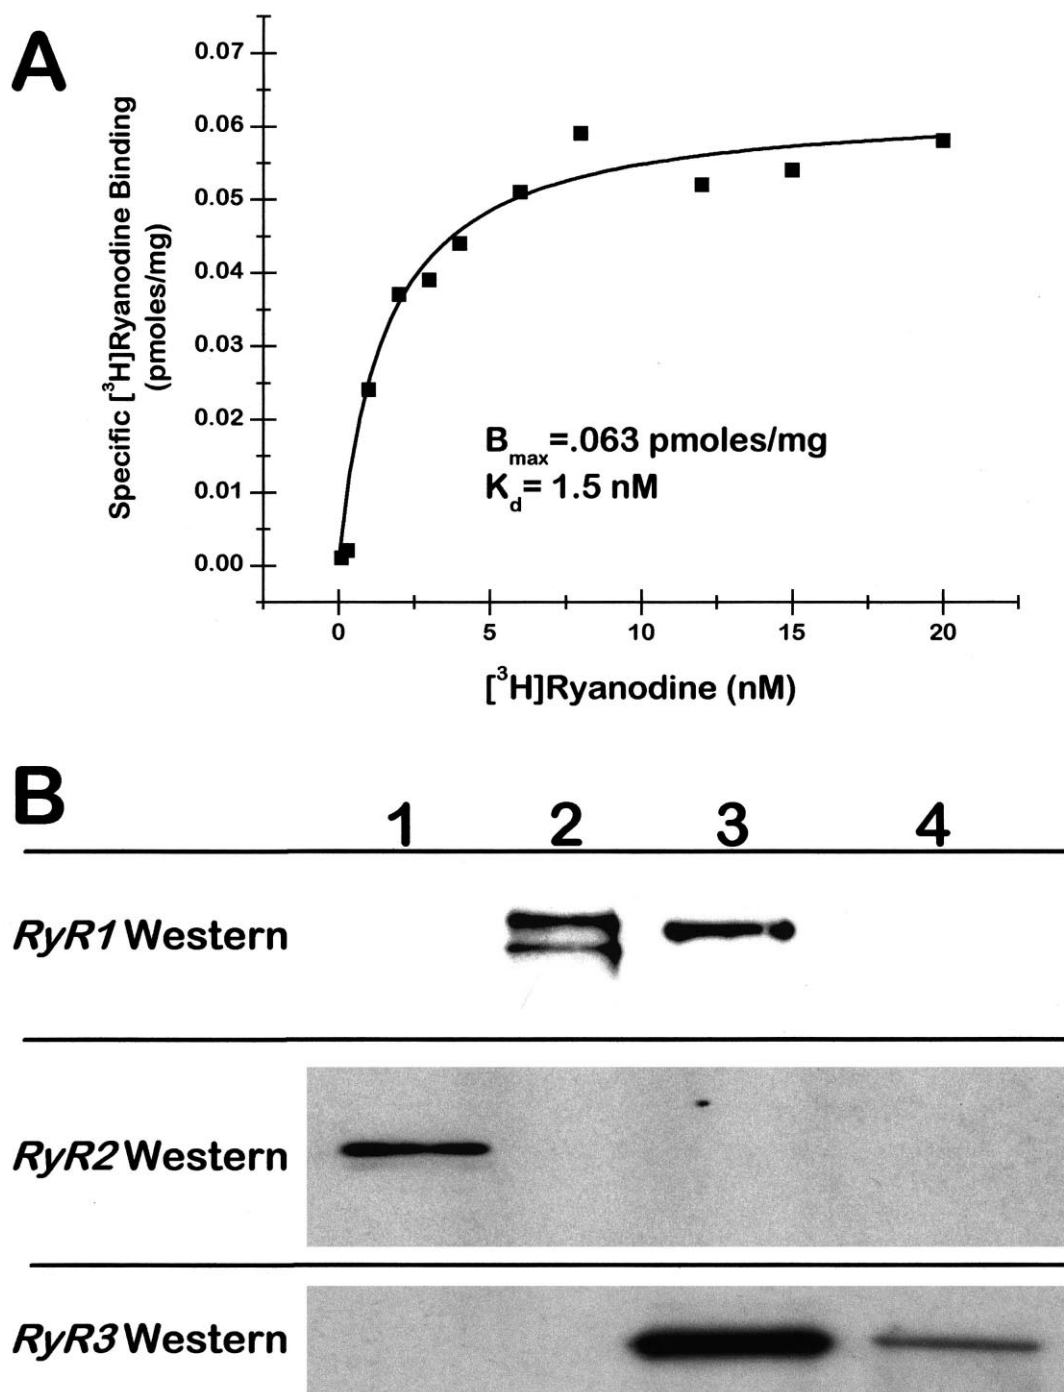 A
Specific [³H]Ryanodine Binding
(pmoles/mg)
0.07
0.06
0.05
0.04
0.03
0.02
0.01
0.00
Bmax=.063 pmoles/mg
Kd= 1.5 nM
0 5 10 15 20
[³H]Ryanodine (nM)
B
1 2 3 4
RyR1 Western
RyR2 Western
RyR3 Western